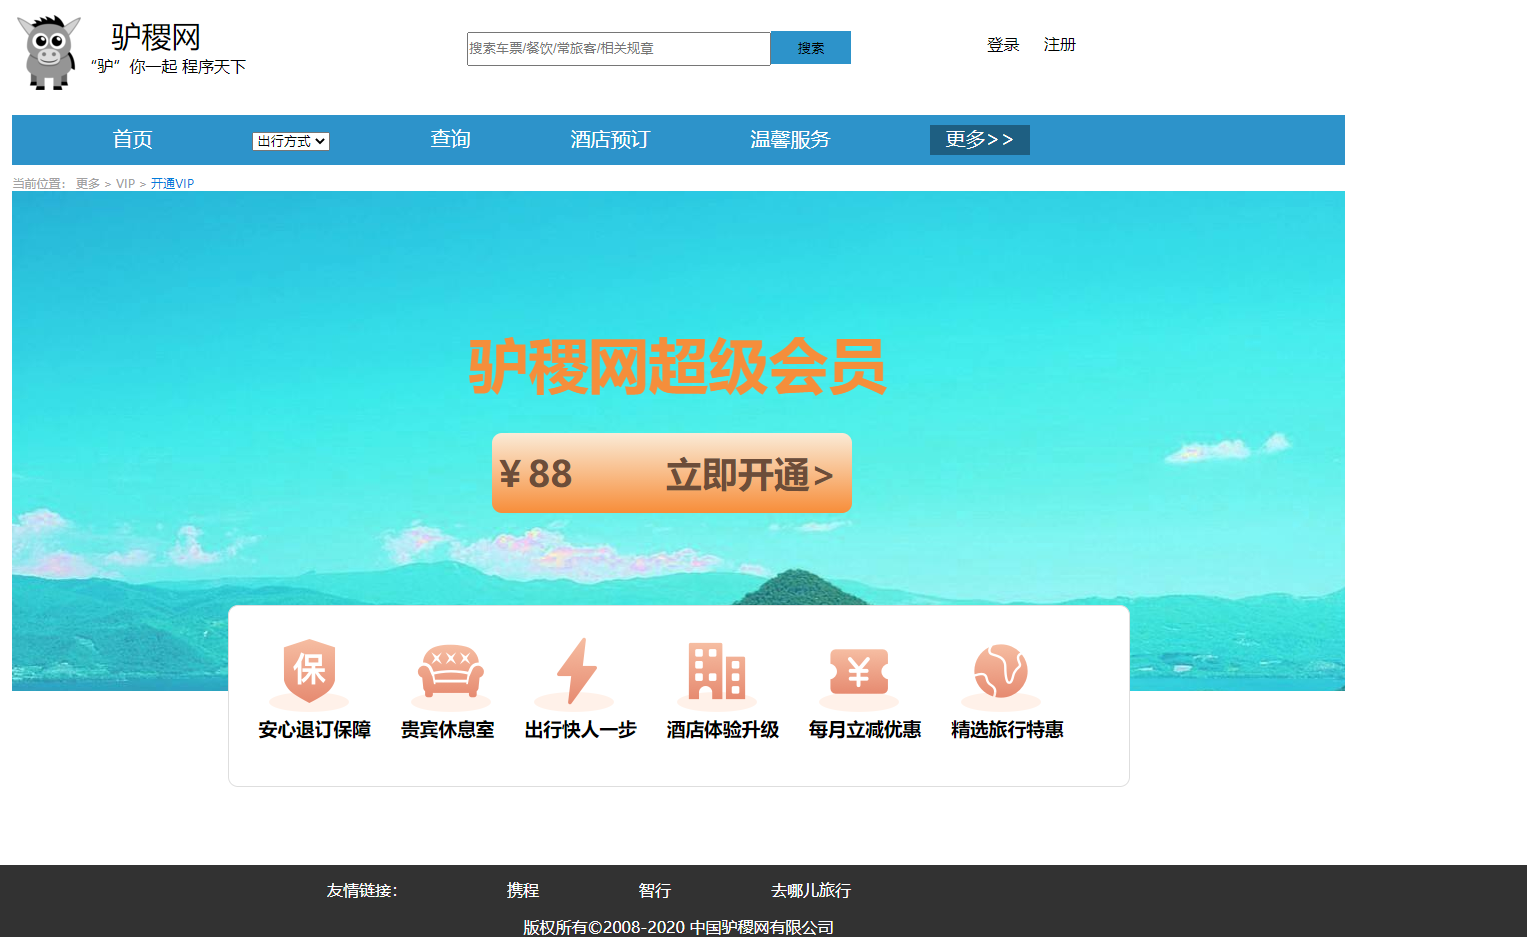 驴稷网
“驴”你一起 程序天下
搜索车票/餐饮/常旅客/相关规章
搜索
登录 注册
首页 出行方式 查询 酒店预订 温馨服务 更多>>
当前位置: 更多 > VIP > 开通VIP
驴稷网超级会员
¥88 立即开通>
保 ¥
安心退订保障 贵宾休息室 出行快人一步 酒店体验升级 每月立减优惠 精选旅行特惠
友情链接: 携程 智行 去哪儿旅行
版权所有©2008-2020 中国驴稷网有限公司